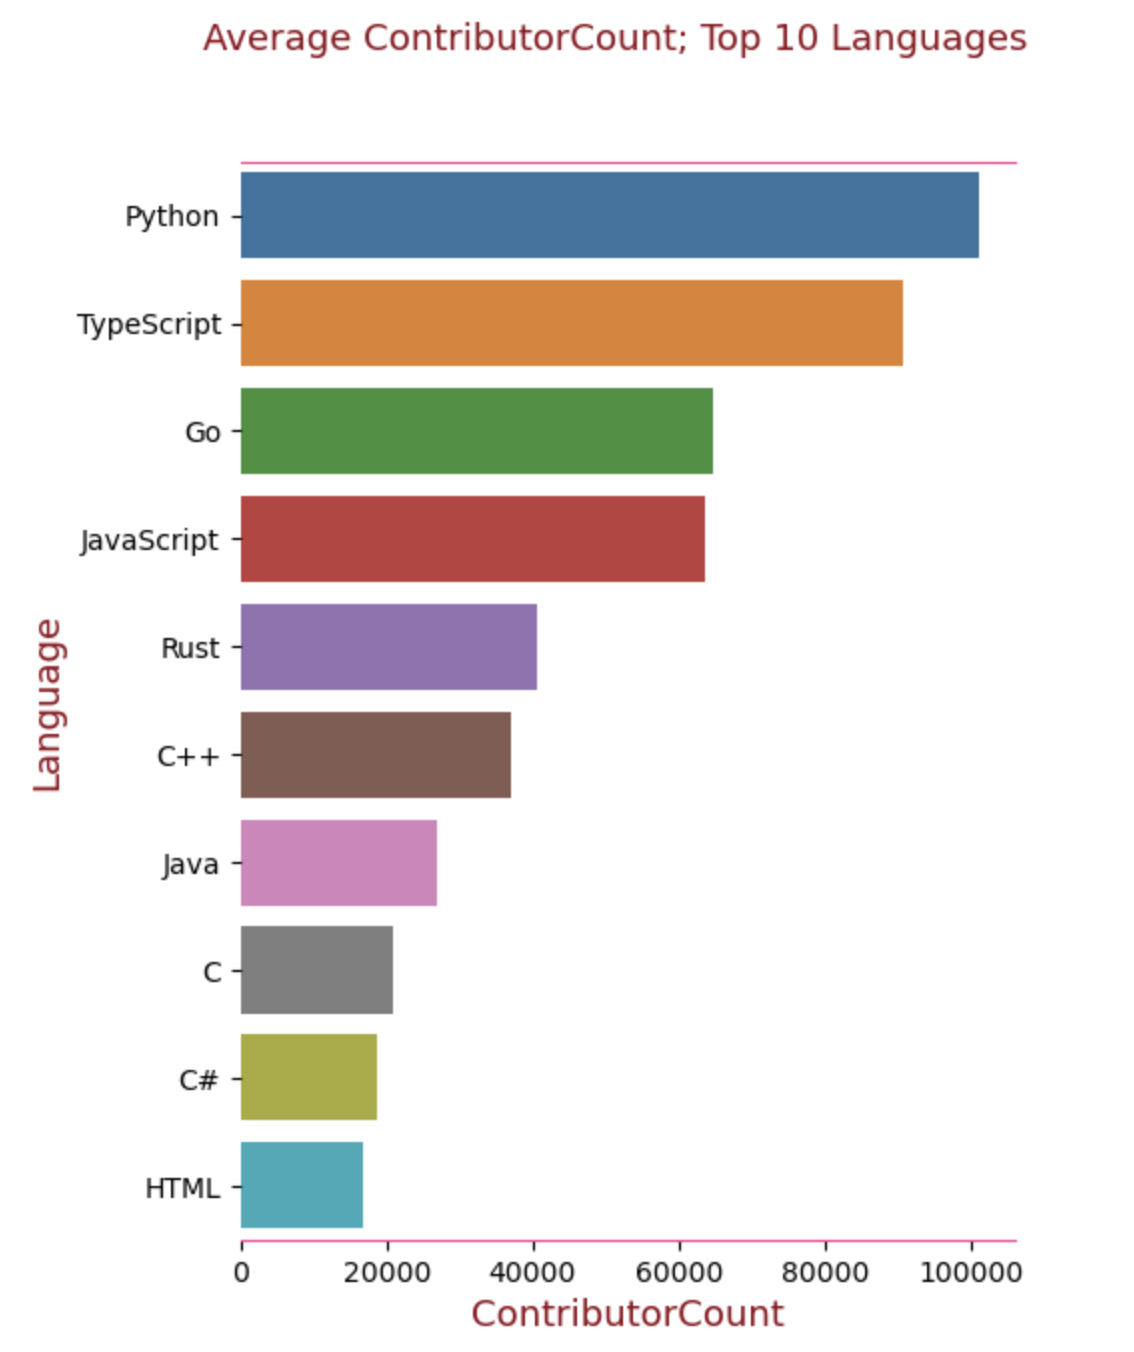 Average ContributorCount; Top 10 Languages
Python
TypeScript
Go
JavaScript
Rust
C++
Java
C
C#
HTML
Language
0 20000 40000 60000 80000 100000
ContributorCount